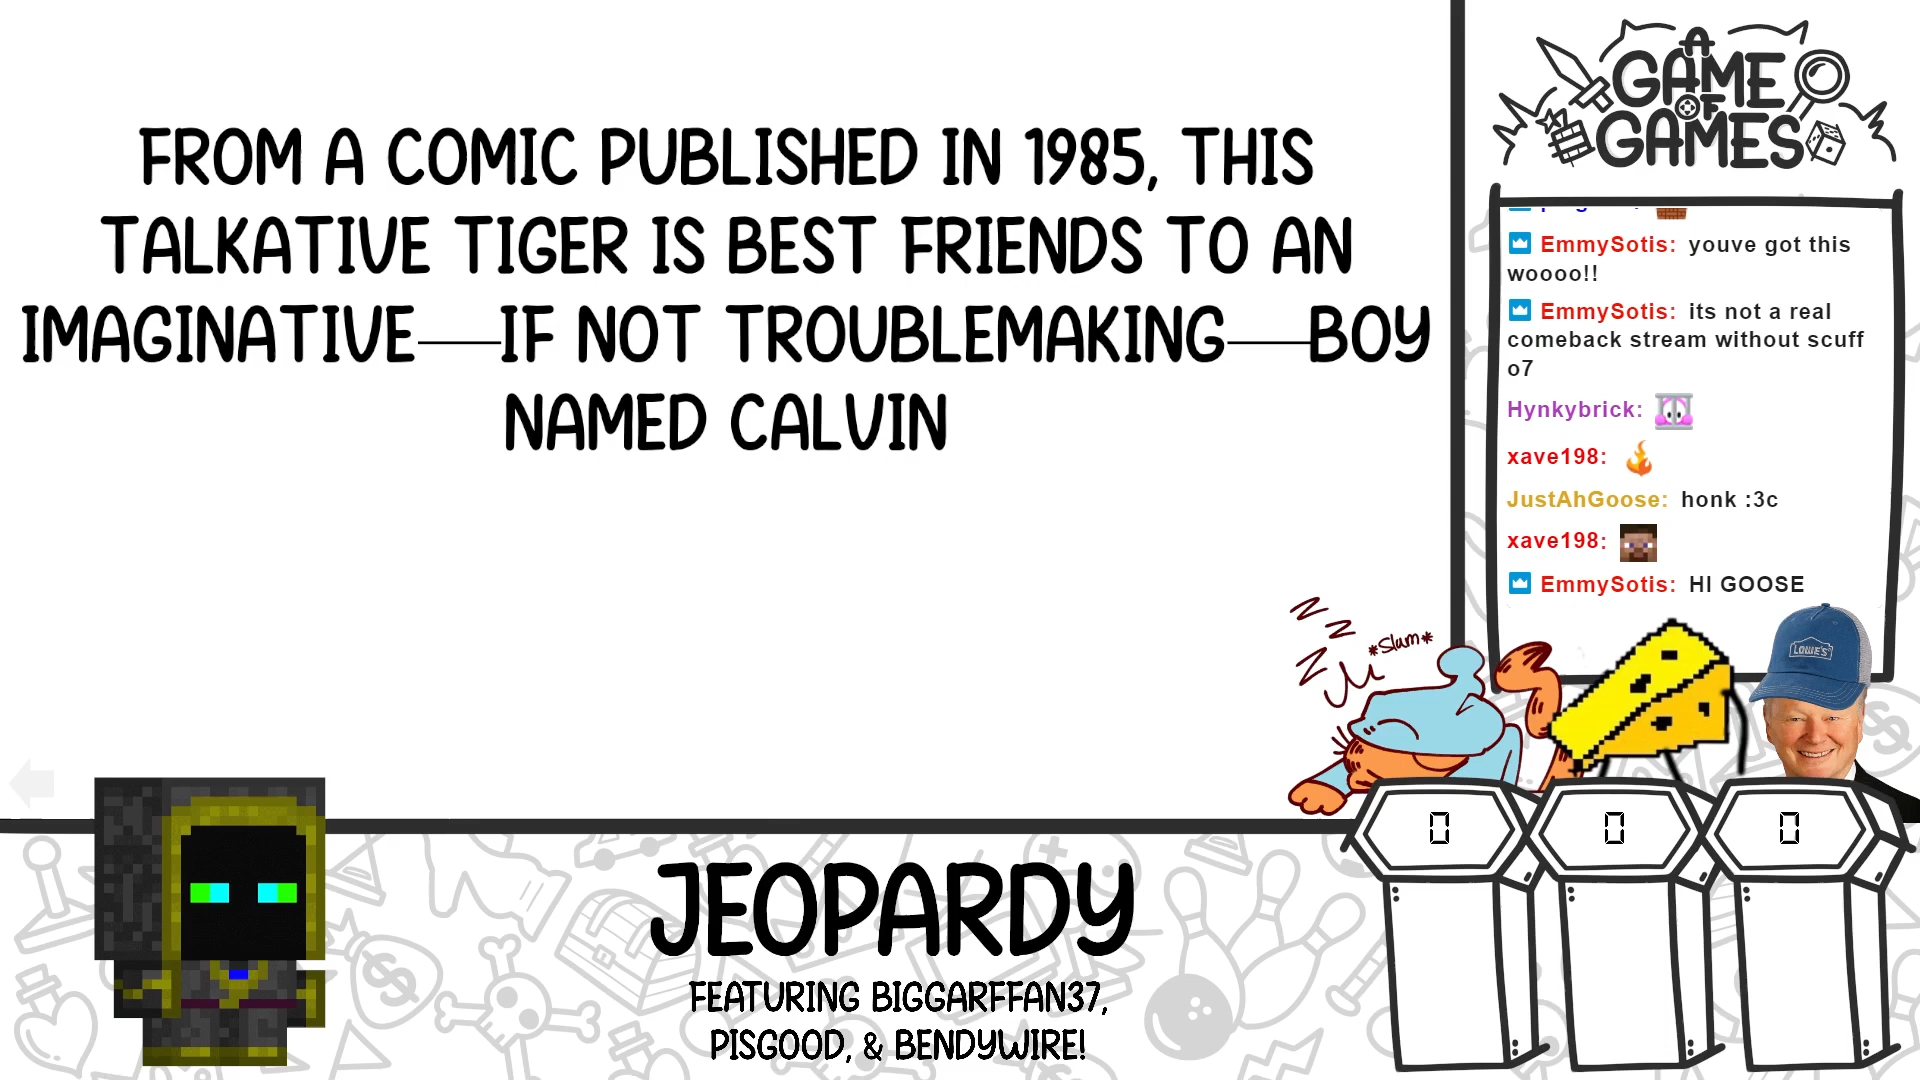 FROM A COMIC PUBLISHED IN 1985, THIS
TALKATIVE TIGER IS BEST FRIENDS TO AN
IMAGINATIVE—IF NOT TROUBLEMAKING—BOY
NAMED CALVIN
A
GAME
OF
GAMES
EmmySotis: youve got this
woooo!!
EmmySotis: its not a real
comeback stream without scuff
o7
Hynkybrick:
xave198:
JustAhGoose: honk :3c
xave198:
EmmySotis: HI GOOSE
Z
Z
Z
*Slum*
LOWE'S
0
0
0
JEOPARDY
FEATURING BIGGARFFAN37,
PISGOOD, & BENDYWIRE!